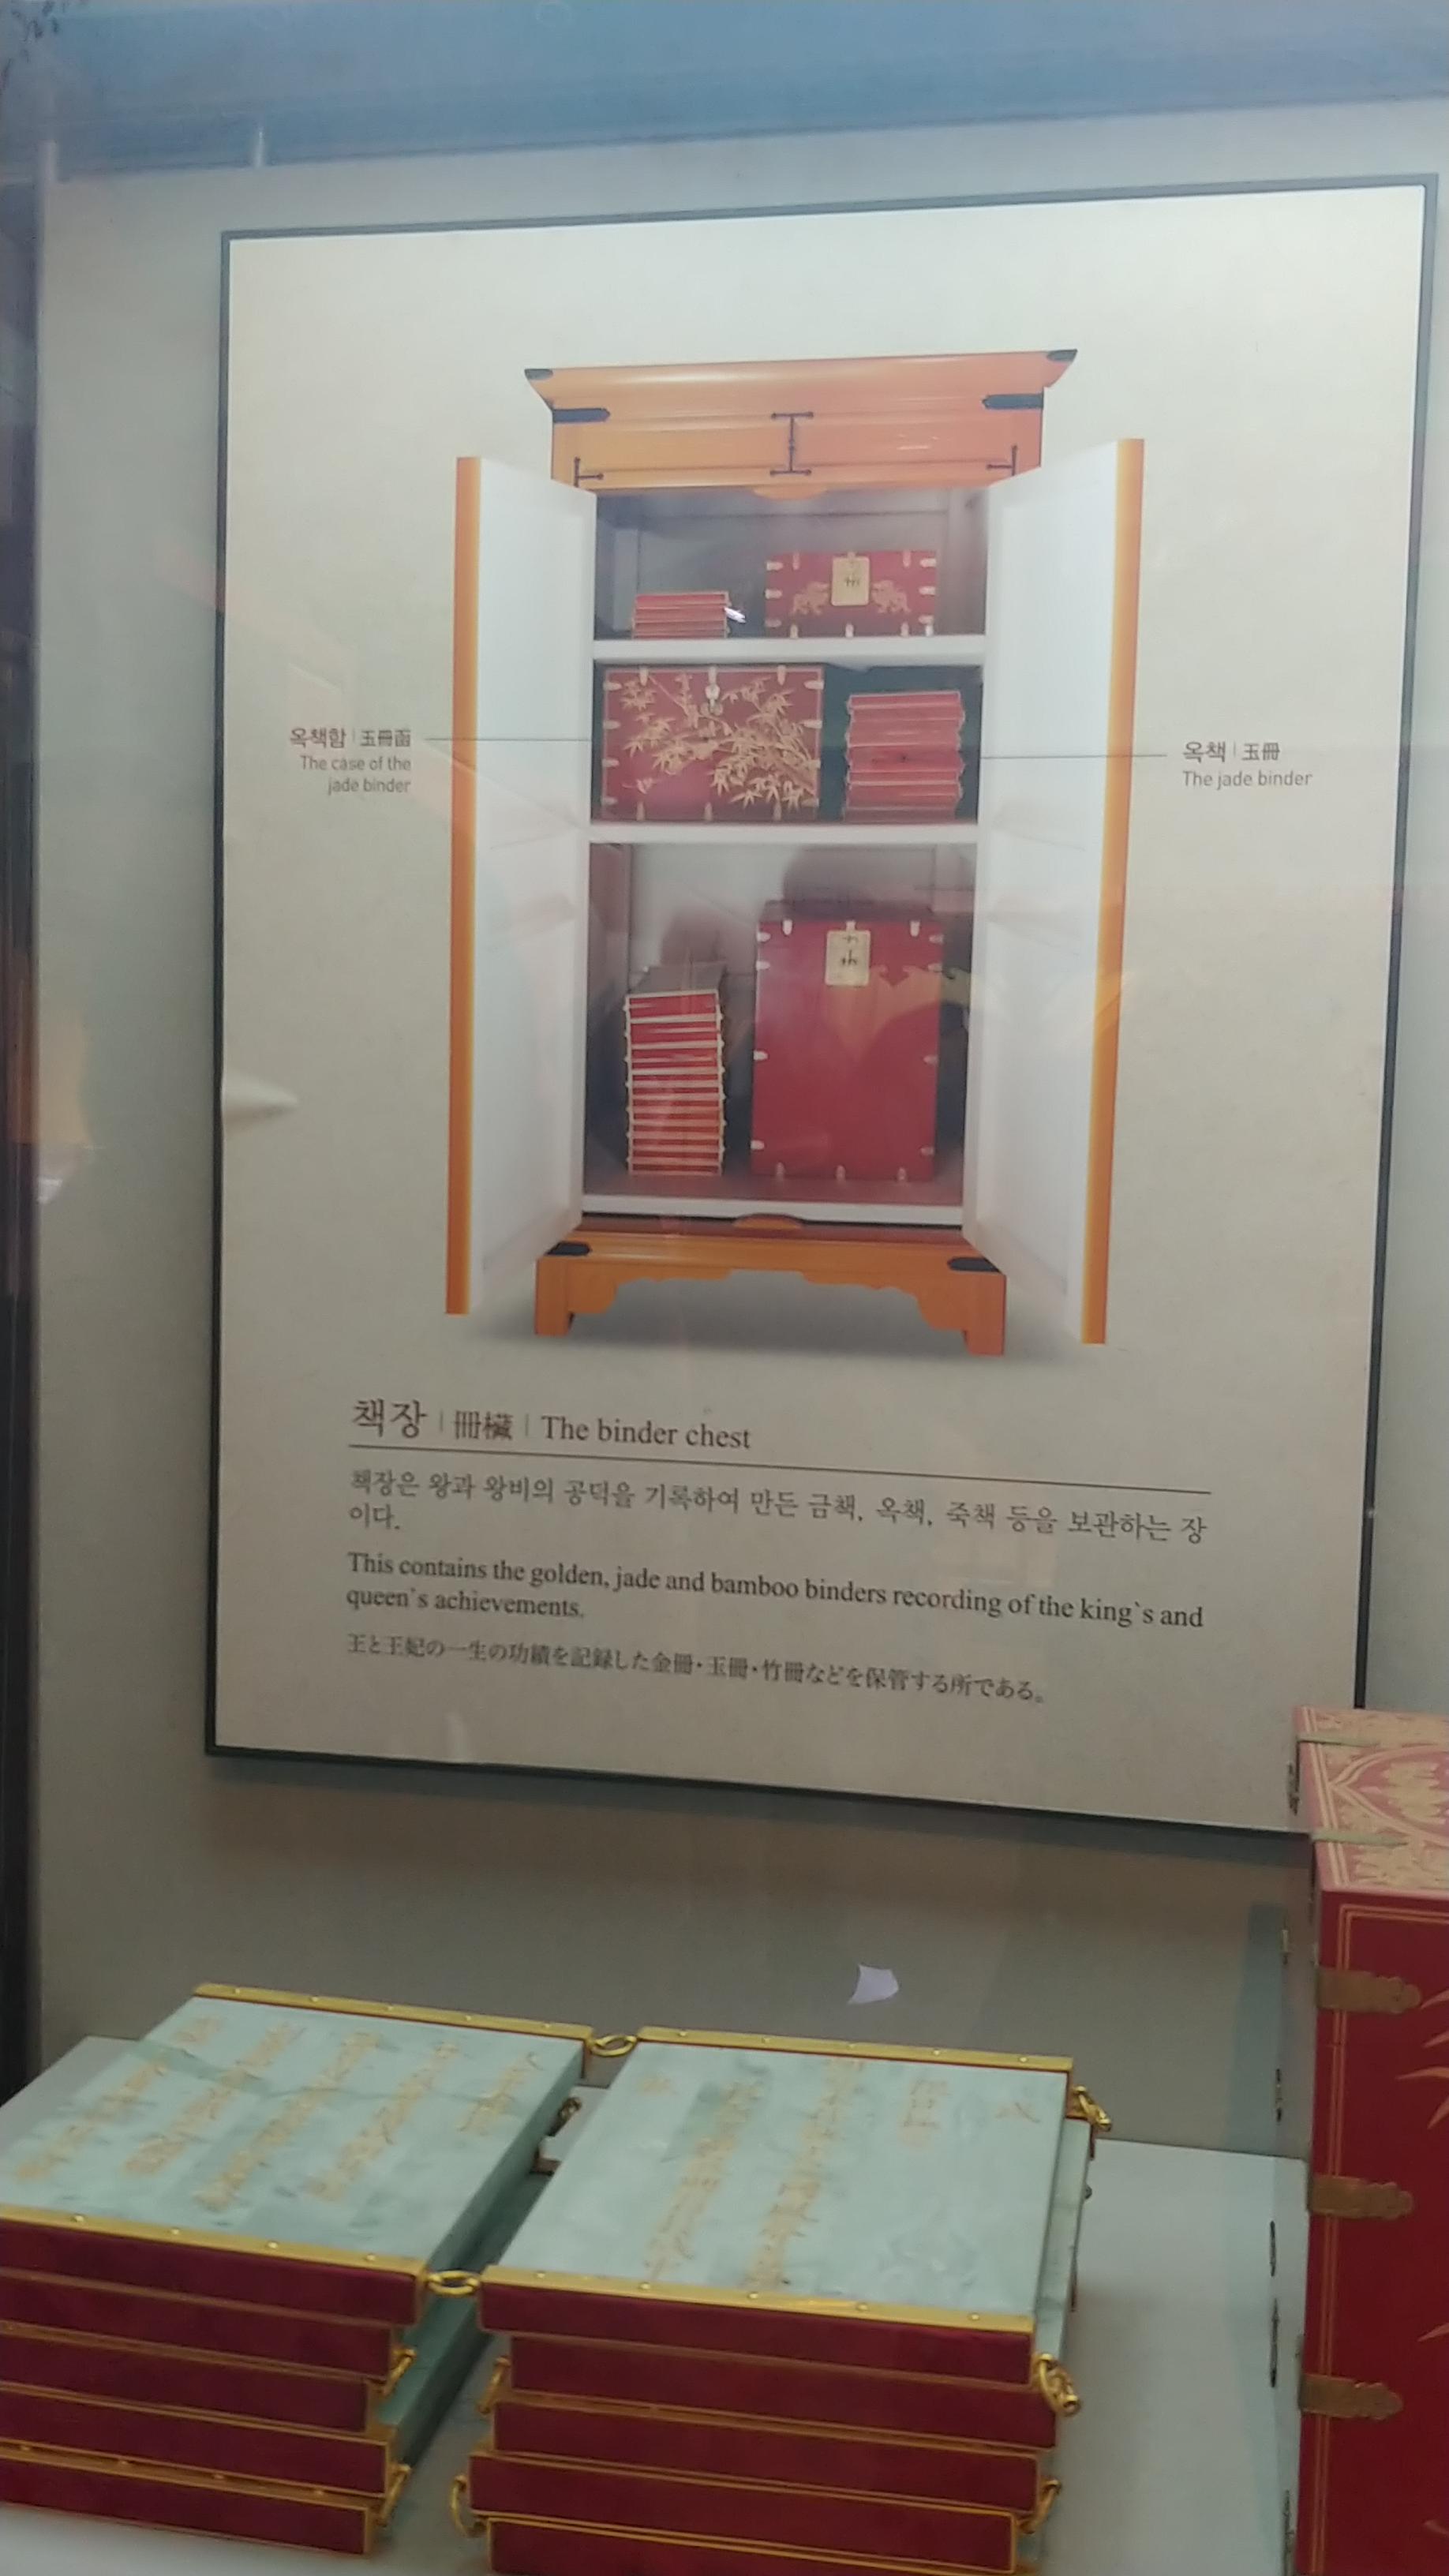 옥책함 | 玉冊函
The case of the
jade binder
옥책 | 玉冊
The jade binder
책장 | 冊欌 | The binder chest
책장은 왕과 왕비의 공덕을 기록하여 만든 금책, 옥책, 죽책 등을 보관하는 장
이다.
This contains the golden, jade and bamboo binders recording of the king`s and
queen's achievements.
王と王妃の一生の功績を記録した金冊・玉冊・竹冊などを保管する所である。